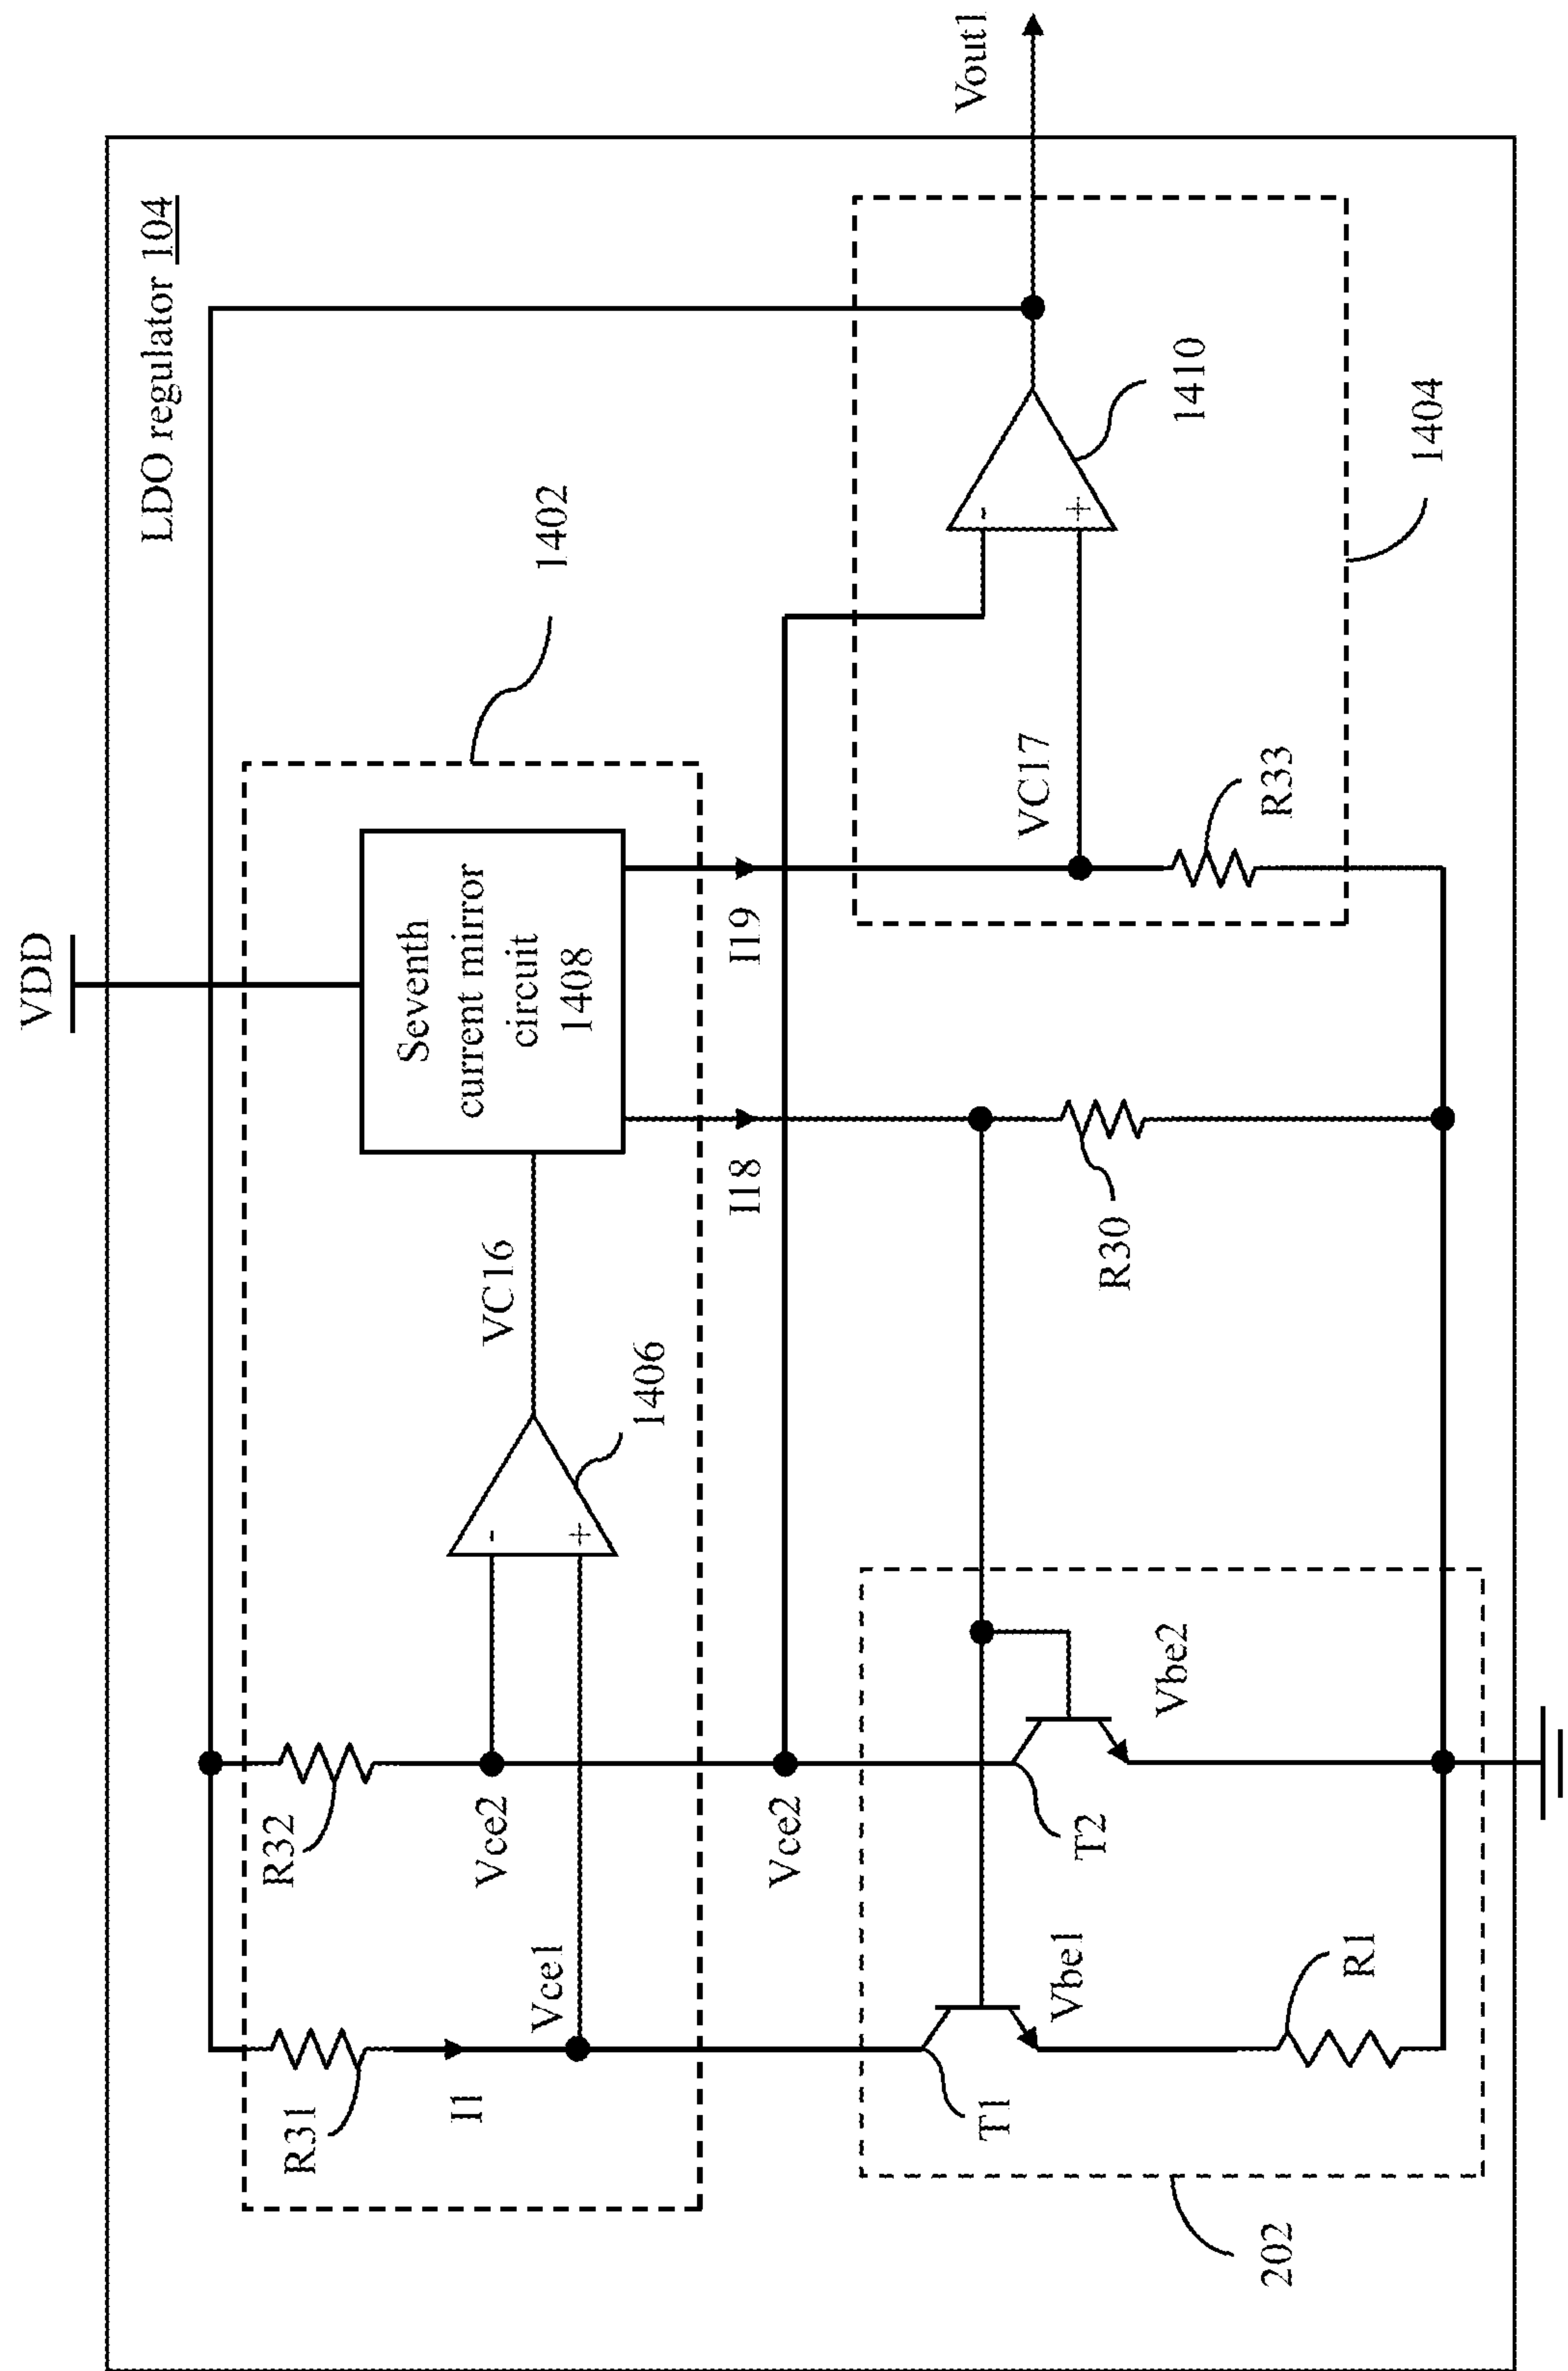 VDD
LDO regulator 104
Vout1
1402
R31
R32
I1
Vce2
Vce1
-
+
1406
VC16
Seventh
current mirror
circuit
1408
I18
I19
Vce2
VC17
-
+
1410
R33
1404
R30
T1
Vbe1
T2
Vbe2
R1
202